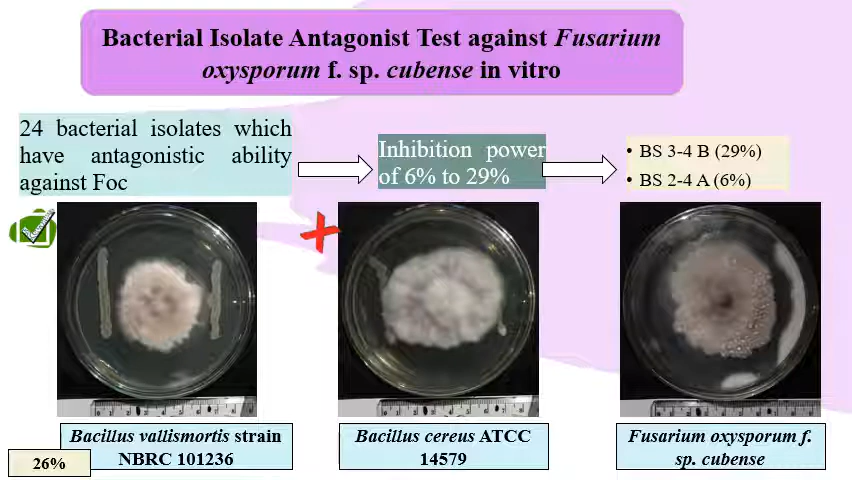 Bacterial Isolate Antagonist Test against Fusarium
oxysporum f. sp. cubense in vitro
24 bacterial isolates which
have antagonistic ability
against Foc
Inhibition power
of 6% to 29%
• BS 3-4 B (29%)
• BS 2-4 A (6%)
Bacillus vallismortis strain
NBRC 101236
Bacillus cereus ATCC
14579
Fusarium oxysporum f.
sp. cubense
26%